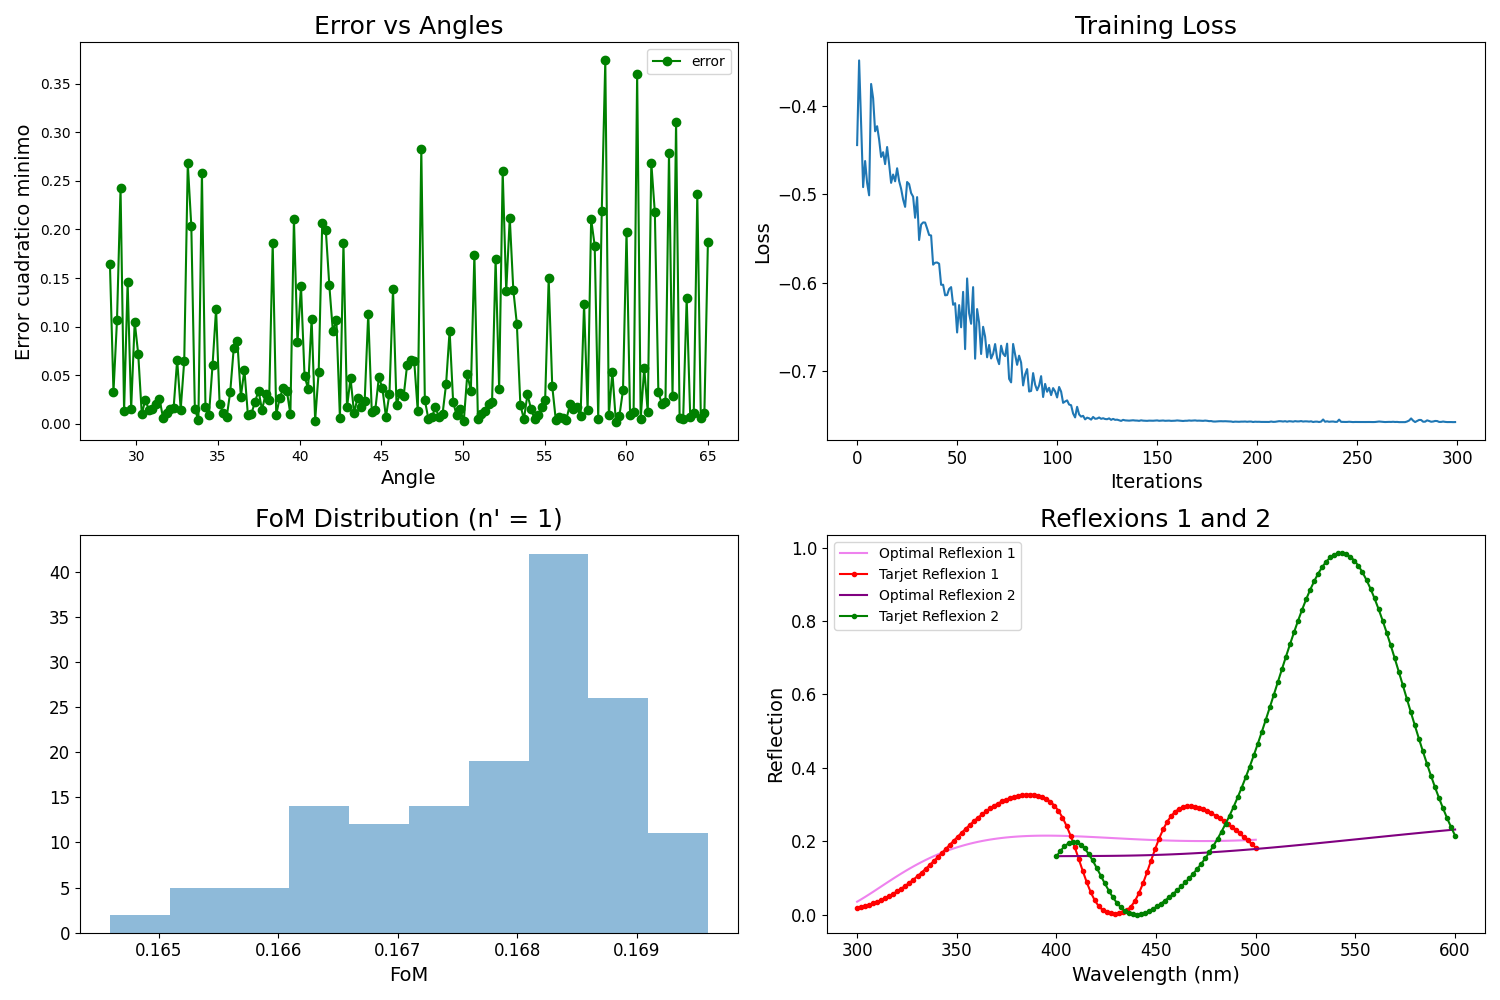 Error vs Angles
error
Error cuadratico minimo
0.35
0.30
0.25
0.20
0.15
0.10
0.05
0.00
30 35 40 45 50 55 60 65
Angle
Training Loss
Loss
−0.4
−0.5
−0.6
−0.7
0 50 100 150 200 250 300
Iterations
FoM Distribution (n' = 1)
40
35
30
25
20
15
10
5
0
0.165 0.166 0.167 0.168 0.169
FoM
Reflexions 1 and 2
Optimal Reflexion 1
Tarjet Reflexion 1
Optimal Reflexion 2
Tarjet Reflexion 2
Reflection
1.0
0.8
0.6
0.4
0.2
0.0
300 350 400 450 500 550 600
Wavelength (nm)